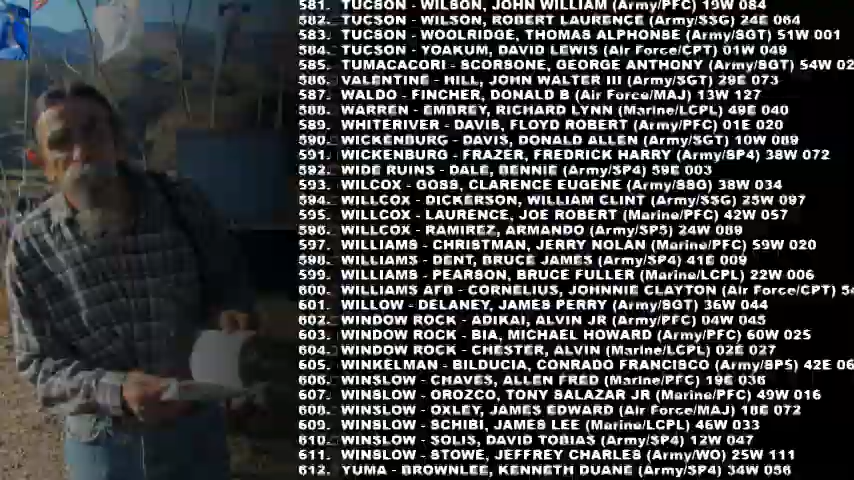 581. TUCSON - WILSON, JOHN WILLIAM (Army/PFC) 19W 084
582. TUCSON - WILSON, ROBERT LAURENCE (Army/SSG) 24E 064
583. TUCSON - WOOLRIDGE, THOMAS ALPHONSE (Army/SGT) 51W 001
584. TUCSON - YOAKUM, DAVID LEWIS (Air Force/CPT) 01W 049
585. TUMACACORI - SCORSONE, GEORGE ANTHONY (Army/SGT) 54W 02
586. VALENTINE - HILL, JOHN WALTER III (Army/SGT) 29E 073
587. WALDO - FINCHER, DONALD B (Air Force/MAJ) 13W 127
588. WARREN - EMBREY, RICHARD LYNN (Marine/LCPL) 49E 040
589. WHITERIVER - DAVIS, FLOYD ROBERT (Army/PFC) 01E 020
590. WICKENBURG - DAVIS, DONALD ALLEN (Army/SGT) 10W 089
591. WICKENBURG - FRAZER, FREDRICK HARRY (Army/SP4) 38W 072
592. WIDE RUINS - DALE, BENNIE (Army/SP4) 59E 003
593. WILCOX - GOSS, CLARENCE EUGENE (Army/SSG) 38W 034
594. WILLCOX - DICKERSON, WILLIAM CLINT (Army/SSG) 25W 097
595. WILLCOX - LAURENCE, JOE ROBERT (Marine/PFC) 42W 057
596. WILLCOX - RAMIREZ, ARMANDO (Army/SP5) 24W 089
597. WILLIAMS - CHRISTMAN, JERRY NOLAN (Marine/PFC) 59W 020
598. WILLIAMS - DENT, BRUCE JAMES (Army/SP4) 41E 009
599. WILLIAMS - PEARSON, BRUCE FULLER (Marine/LCPL) 22W 006
600. WILLIAMS AFB - CORNELIUS, JOHNNIE CLAYTON (Air Force/CPT) 54
601. WILLOW - DELANEY, JAMES PERRY (Army/SGT) 36W 044
602. WINDOW ROCK - ADIKAI, ALVIN JR (Army/PFC) 04W 045
603. WINDOW ROCK - BIA, MICHAEL HOWARD (Army/PFC) 60W 025
604. WINDOW ROCK - CHESTER, ALVIN (Marine/LCPL) 02E 027
605. WINKELMAN - BILDUCIA, CONRADO FRANCISCO (Army/SP5) 42E 06
606. WINSLOW - CHAVES, ALLEN FRED (Marine/PFC) 19E 036
607. WINSLOW - OROZCO, TONY SALAZAR JR (Marine/PFC) 49W 016
608. WINSLOW - OXLEY, JAMES EDWARD (Air Force/MAJ) 18E 072
609. WINSLOW - SCHIBI, JAMES LEE (Marine/LCPL) 46W 033
610. WINSLOW - SOLIS, DAVID TOBIAS (Army/SP4) 12W 047
611. WINSLOW - STOWE, JEFFREY CHARLES (Army/WO) 25W 111
612. YUMA - BROWNLEE, KENNETH DUANE (Army/SP4) 34W 056